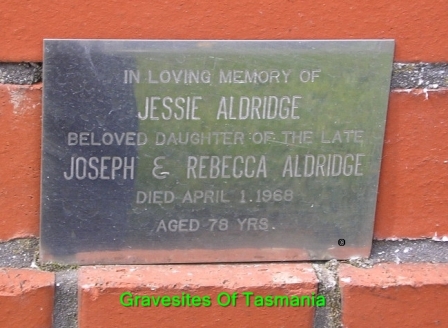 IN LOVING MEMORY OF
JESSIE ALDRIDGE
BELOVED DAUGHTER OF THE LATE
JOSEPH & REBECCA ALDRIDGE
DIED APRIL 1.1968
AGED 78 YRS.
Gravesites Of Tasmania